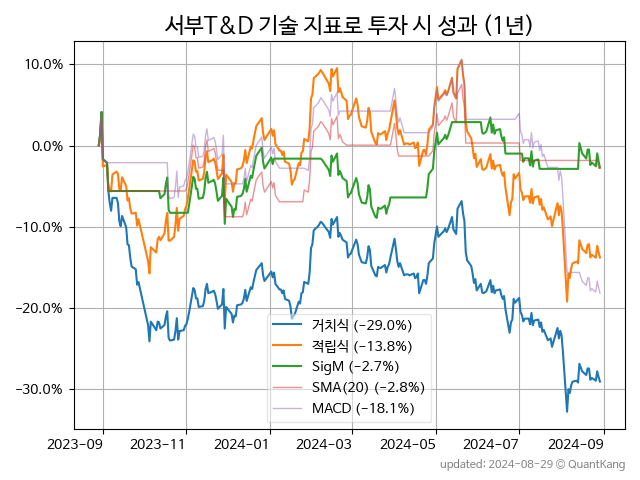 서부T&D 기술 지표로 투자 시 성과 (1년)
10.0%
0.0%
−10.0%
−20.0%
−30.0%
거치식 (−29.0%)
적립식 (−13.8%)
SigM (−2.7%)
SMA(20) (−2.8%)
MACD (−18.1%)
2023-09 2023-11 2024-01 2024-03 2024-05 2024-07 2024-09
updated: 2024-08-29 © QuantKang